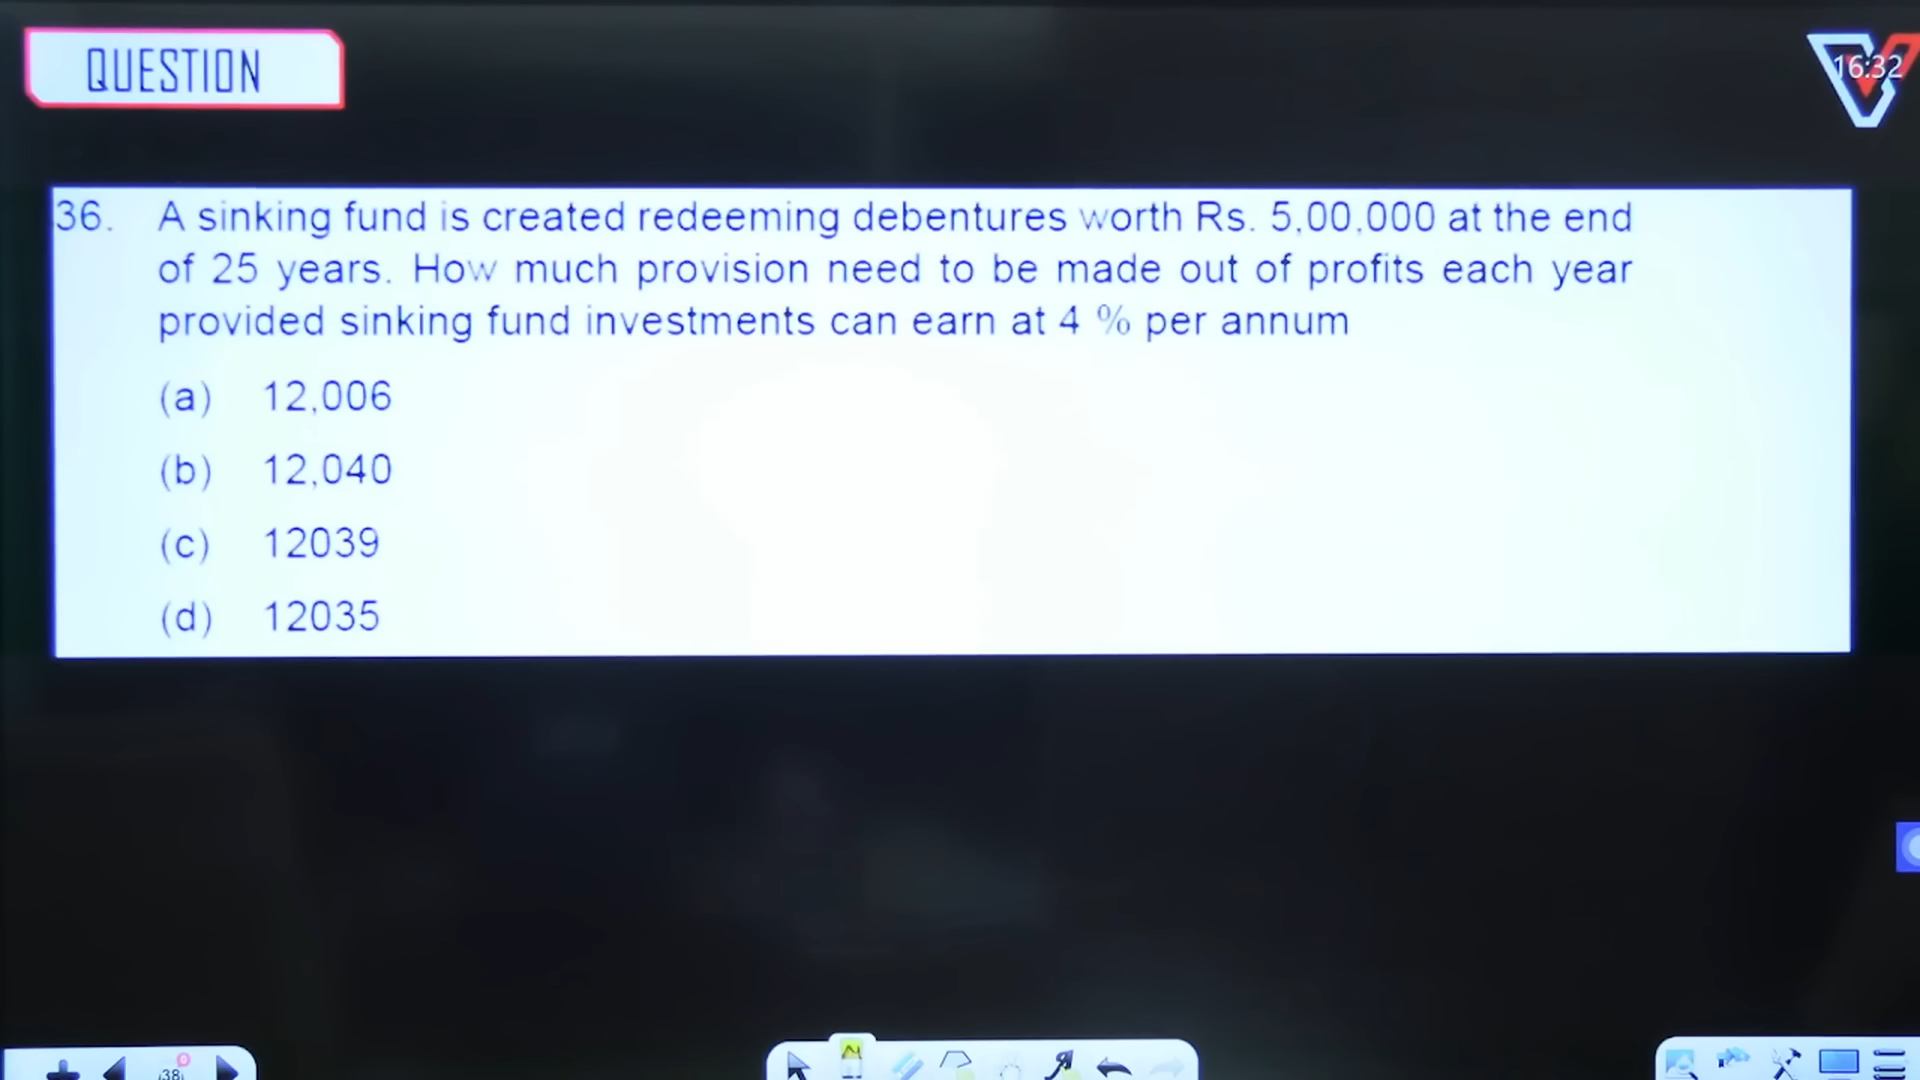 QUESTION
16:32
36. A sinking fund is created redeeming debentures worth Rs. 5,00,000 at the end
of 25 years. How much provision need to be made out of profits each year
provided sinking fund investments can earn at 4 % per annum
(a) 12,006
(b) 12,040
(c) 12039
(d) 12035
38
0